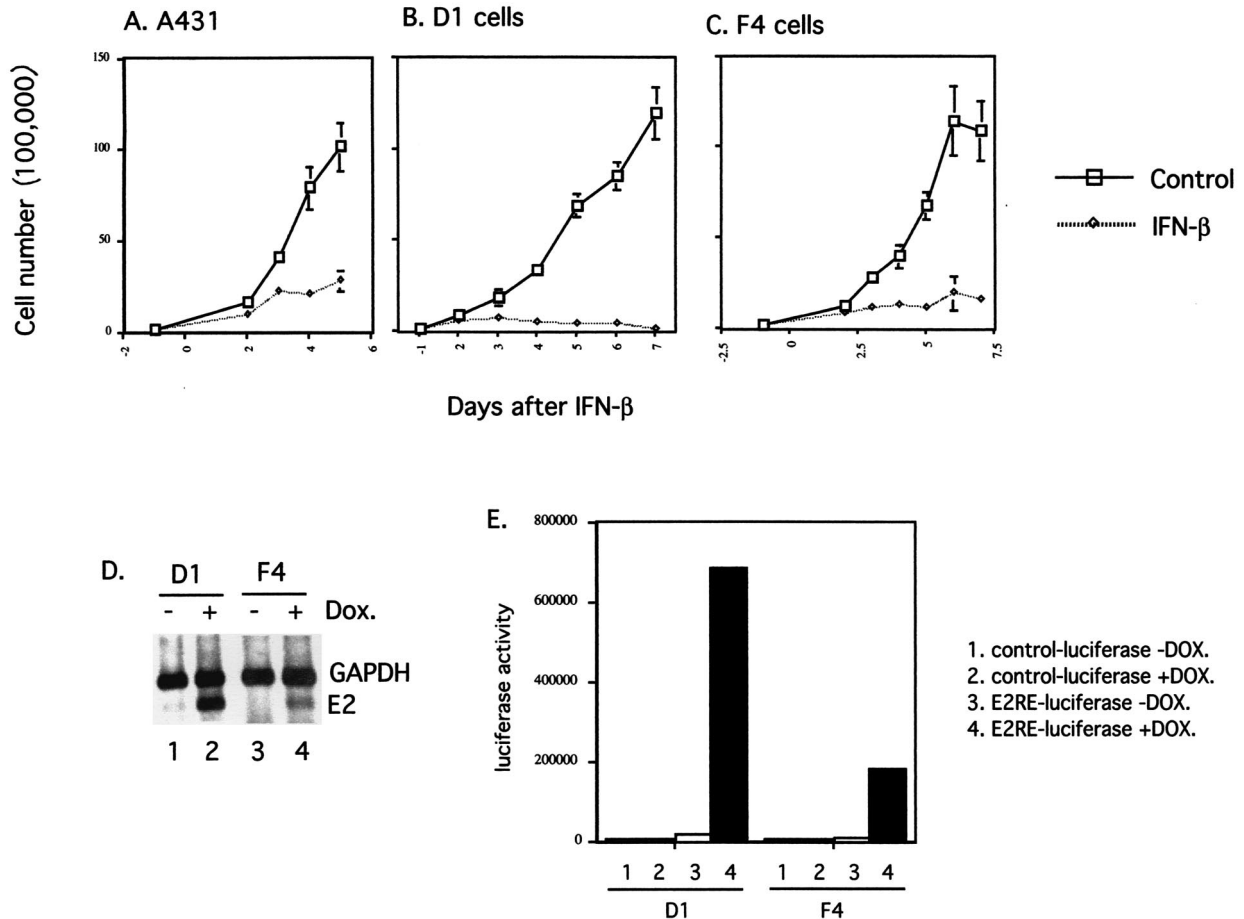 A. A431
B. D1 cells
C. F4 cells
Cell number (100,000)
150
100
50
0
-2
0
2
4
6
-1
2
3
4
5
6
7
-2.5
0
2.5
5
7.5
Control
IFN-β
Days after IFN-β
D.
D1 F4
- + - + Dox.
GAPDH
E2
1 2 3 4
E.
luciferase activity
800000
600000
400000
200000
0
1 2 3 4 1 2 3 4
D1 F4
1. control-luciferase -DOX.
2. control-luciferase +DOX.
3. E2RE-luciferase -DOX.
4. E2RE-luciferase +DOX.